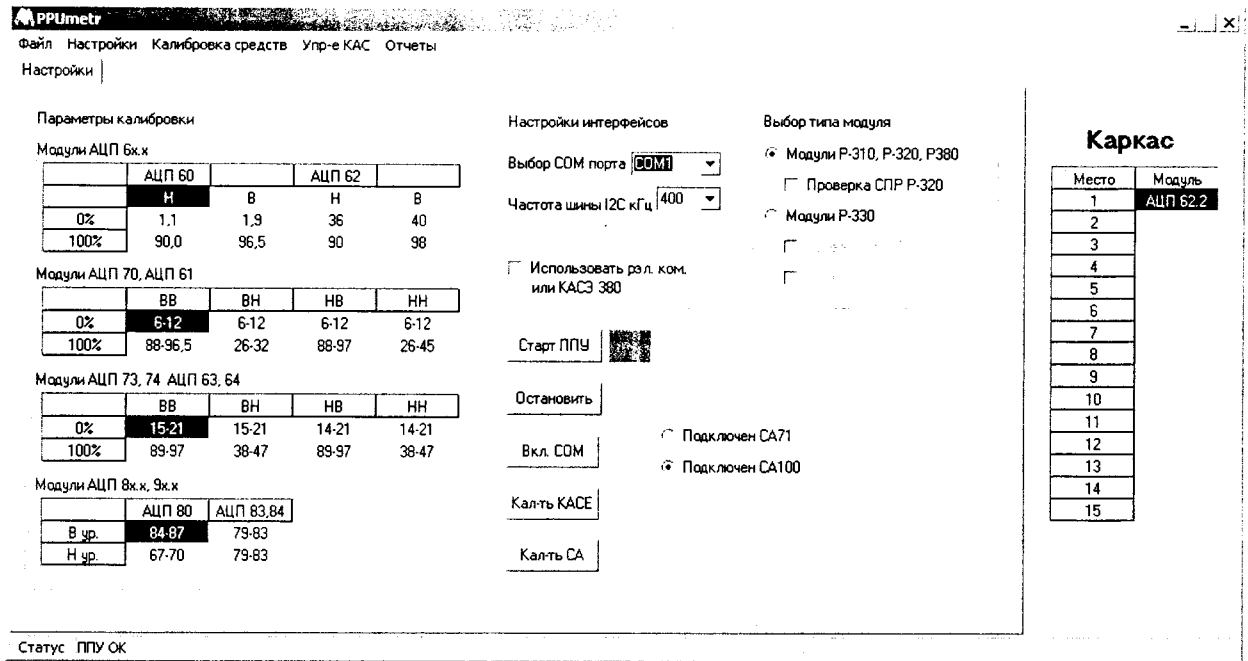 PPUmetr
Файл Настройки Калибровка средств Упр-е КАС Отчеты
Настройки
Параметры калибровки
Модули АЦП 6х.х
АЦП 60 АЦП 62
Н В Н В
0% 1,1 1,9 36 40
100% 90,0 96,5 90 98
Модули АЦП 70, АЦП 61
ВВ ВН НВ НН
0% 6-12 6-12 6-12 6-12
100% 88-96,5 26-32 88-97 26-45
Модули АЦП 73, 74 АЦП 63, 64
ВВ ВН НВ НН
0% 15-21 15-21 14-21 14-21
100% 89-97 38-47 89-97 38-47
Модули АЦП 8х.х, 9х.х
АЦП 80 АЦП 83,84
В ур. 84-87 79-83
Н ур. 67-70 79-83
Настройки интерфейсов
Выбор COM порта COM1
Частота шины I2C кГц 400
Использовать рэл. ком.
или КАСЭ 380
Старт ППУ
Остановить
Вкл. COM
Кал-ть КАСЕ
Кал-ть СА
Выбор типа модуля
Модули Р-310, Р-320, Р380
Проверка СПР Р-320
Модули Р-330
Подключен СА71
Подключен СА100
Каркас
Место Модуль
1 АЦП 62.2
2
3
4
5
6
7
8
9
10
11
12
13
14
15
Статус ППУ ОК